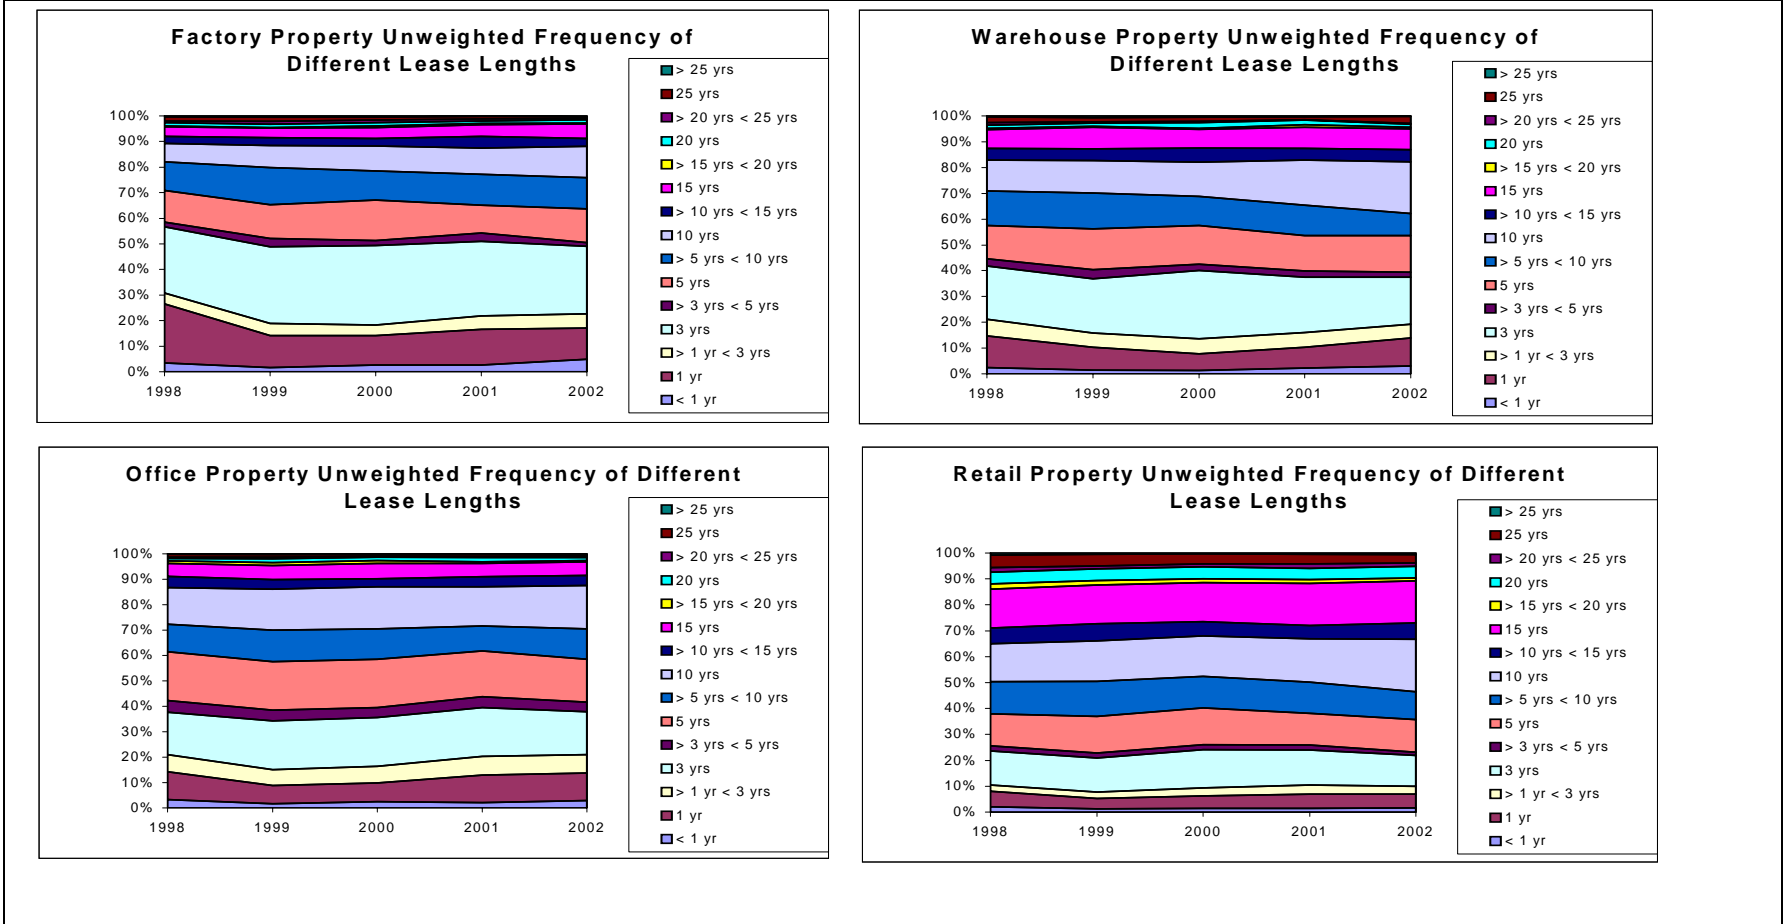 Factory Property Unweighted Frequency of
Different Lease Lengths
100%
90%
80%
70%
60%
50%
40%
30%
20%
10%
0%
1998 1999 2000 2001 2002
> 25 yrs
25 yrs
> 20 yrs < 25 yrs
20 yrs
> 15 yrs < 20 yrs
15 yrs
> 10 yrs < 15 yrs
10 yrs
> 5 yrs < 10 yrs
5 yrs
> 3 yrs < 5 yrs
3 yrs
> 1 yr < 3 yrs
1 yr
< 1 yr
Warehouse Property Unweighted Frequency of
Different Lease Lengths
100%
90%
80%
70%
60%
50%
40%
30%
20%
10%
0%
1998 1999 2000 2001 2002
> 25 yrs
25 yrs
> 20 yrs < 25 yrs
20 yrs
> 15 yrs < 20 yrs
15 yrs
> 10 yrs < 15 yrs
10 yrs
> 5 yrs < 10 yrs
5 yrs
> 3 yrs < 5 yrs
3 yrs
> 1 yr < 3 yrs
1 yr
< 1 yr
Office Property Unweighted Frequency of Different
Lease Lengths
100%
90%
80%
70%
60%
50%
40%
30%
20%
10%
0%
1998 1999 2000 2001 2002
> 25 yrs
25 yrs
> 20 yrs < 25 yrs
20 yrs
> 15 yrs < 20 yrs
15 yrs
> 10 yrs < 15 yrs
10 yrs
> 5 yrs < 10 yrs
5 yrs
> 3 yrs < 5 yrs
3 yrs
> 1 yr < 3 yrs
1 yr
< 1 yr
Retail Property Unweighted Frequency of Different
Lease Lengths
100%
90%
80%
70%
60%
50%
40%
30%
20%
10%
0%
1998 1999 2000 2001 2002
> 25 yrs
25 yrs
> 20 yrs < 25 yrs
20 yrs
> 15 yrs < 20 yrs
15 yrs
> 10 yrs < 15 yrs
10 yrs
> 5 yrs < 10 yrs
5 yrs
> 3 yrs < 5 yrs
3 yrs
> 1 yr < 3 yrs
1 yr
< 1 yr